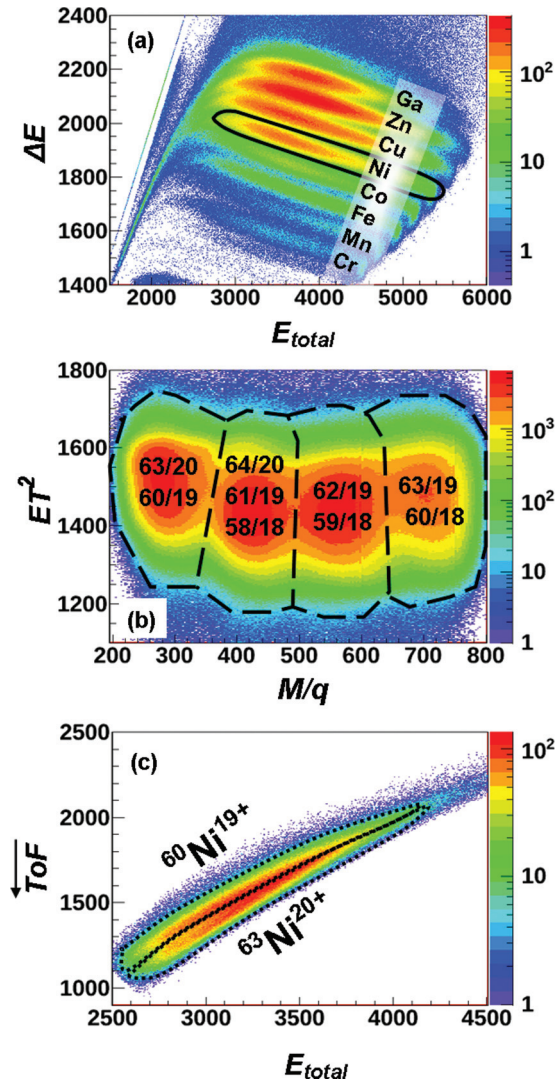 2400
(a)
10²
2200
Ga
Zn
ΔE
2000
Cu
10
Ni
1800
Co
Fe
1600
Mn
1
Cr
1400
2000 3000 4000 5000 6000
E_total
1800
10³
1600
63/20 64/20 62/19 63/19
ET²
60/19 61/19 59/18 60/18
10²
58/18
1400
10
1200
(b)
1
200 300 400 500 600 700 800
M/q
2500
(c)
10²
2000
⁶⁰Ni¹⁹⁺
ToF
10
1500
⁶³Ni²⁰⁺
1000
1
2500 3000 3500 4000 4500
E_total